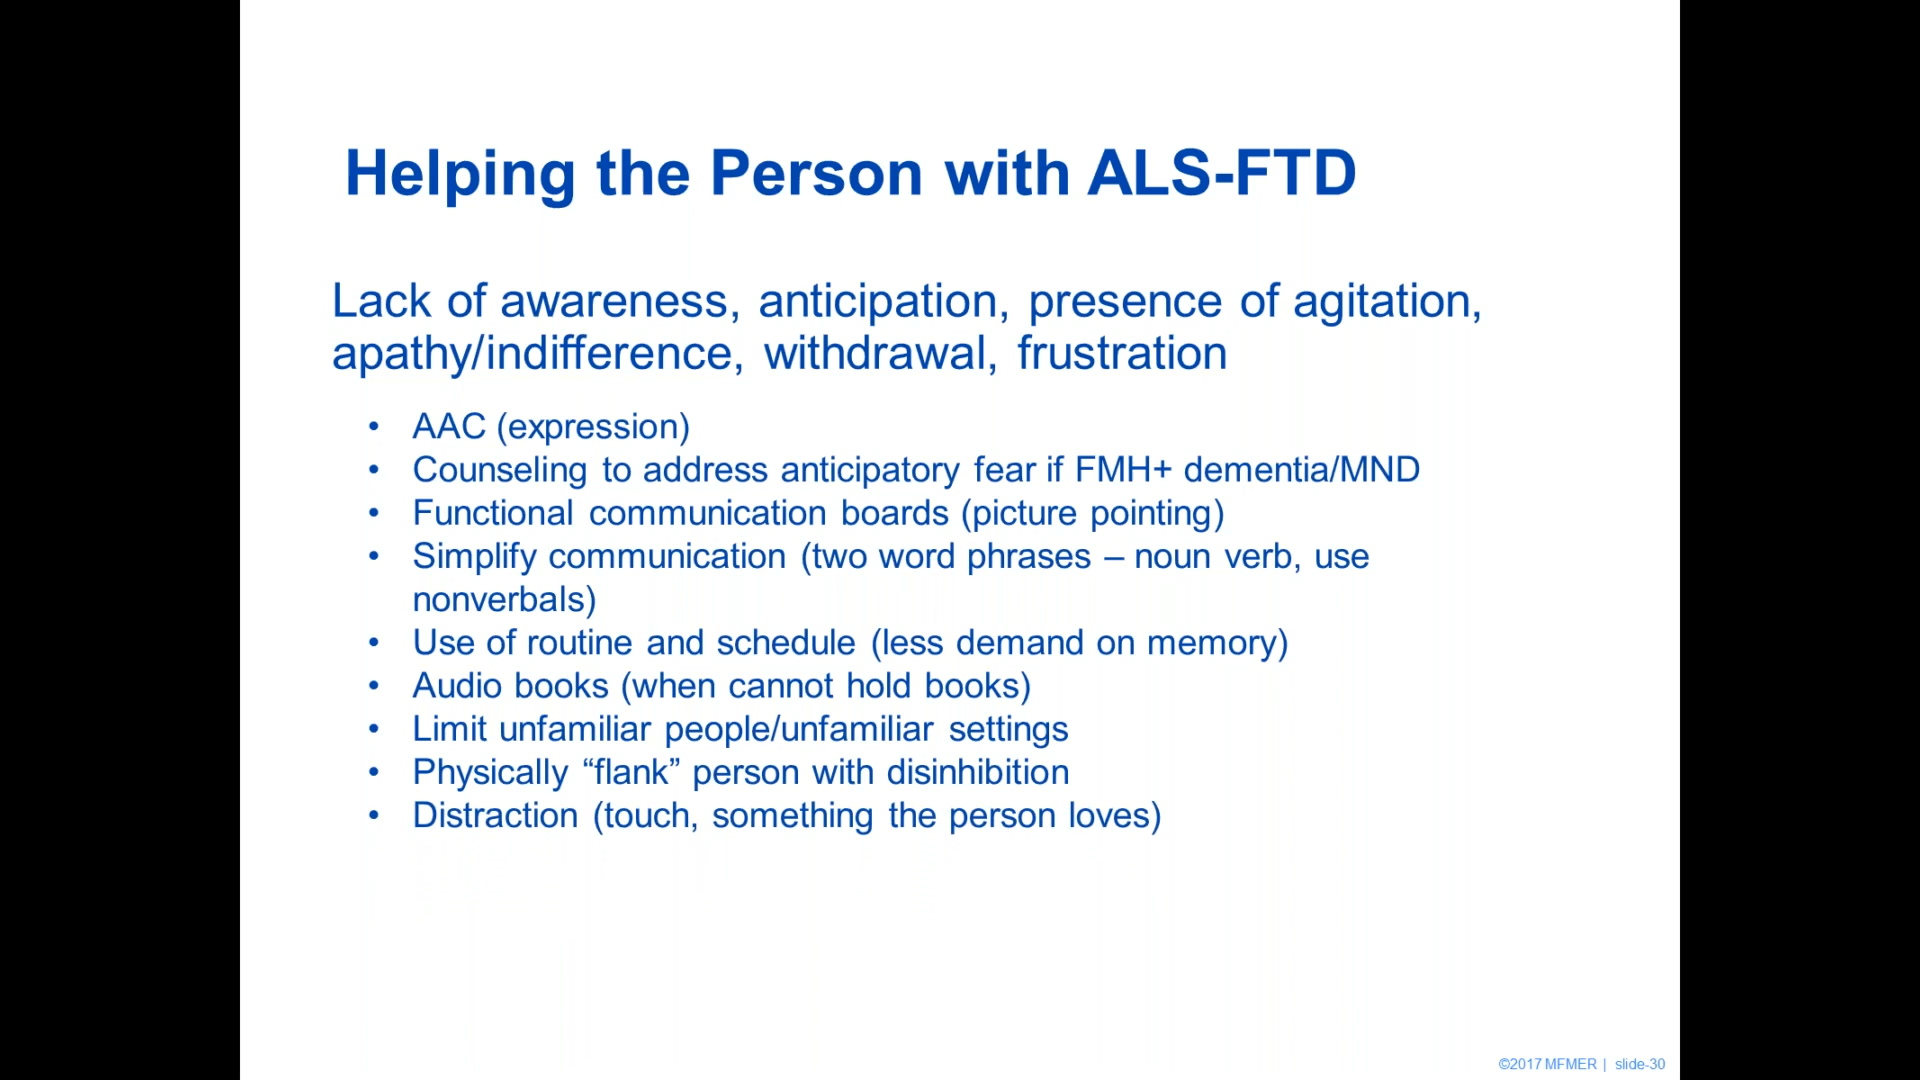 Helping the Person with ALS-FTD
Lack of awareness, anticipation, presence of agitation,
apathy/indifference, withdrawal, frustration
• AAC (expression)
• Counseling to address anticipatory fear if FMH+ dementia/MND
• Functional communication boards (picture pointing)
• Simplify communication (two word phrases – noun verb, use
nonverbals)
• Use of routine and schedule (less demand on memory)
• Audio books (when cannot hold books)
• Limit unfamiliar people/unfamiliar settings
• Physically “flank” person with disinhibition
• Distraction (touch, something the person loves)
©2017 MFMER | slide-30